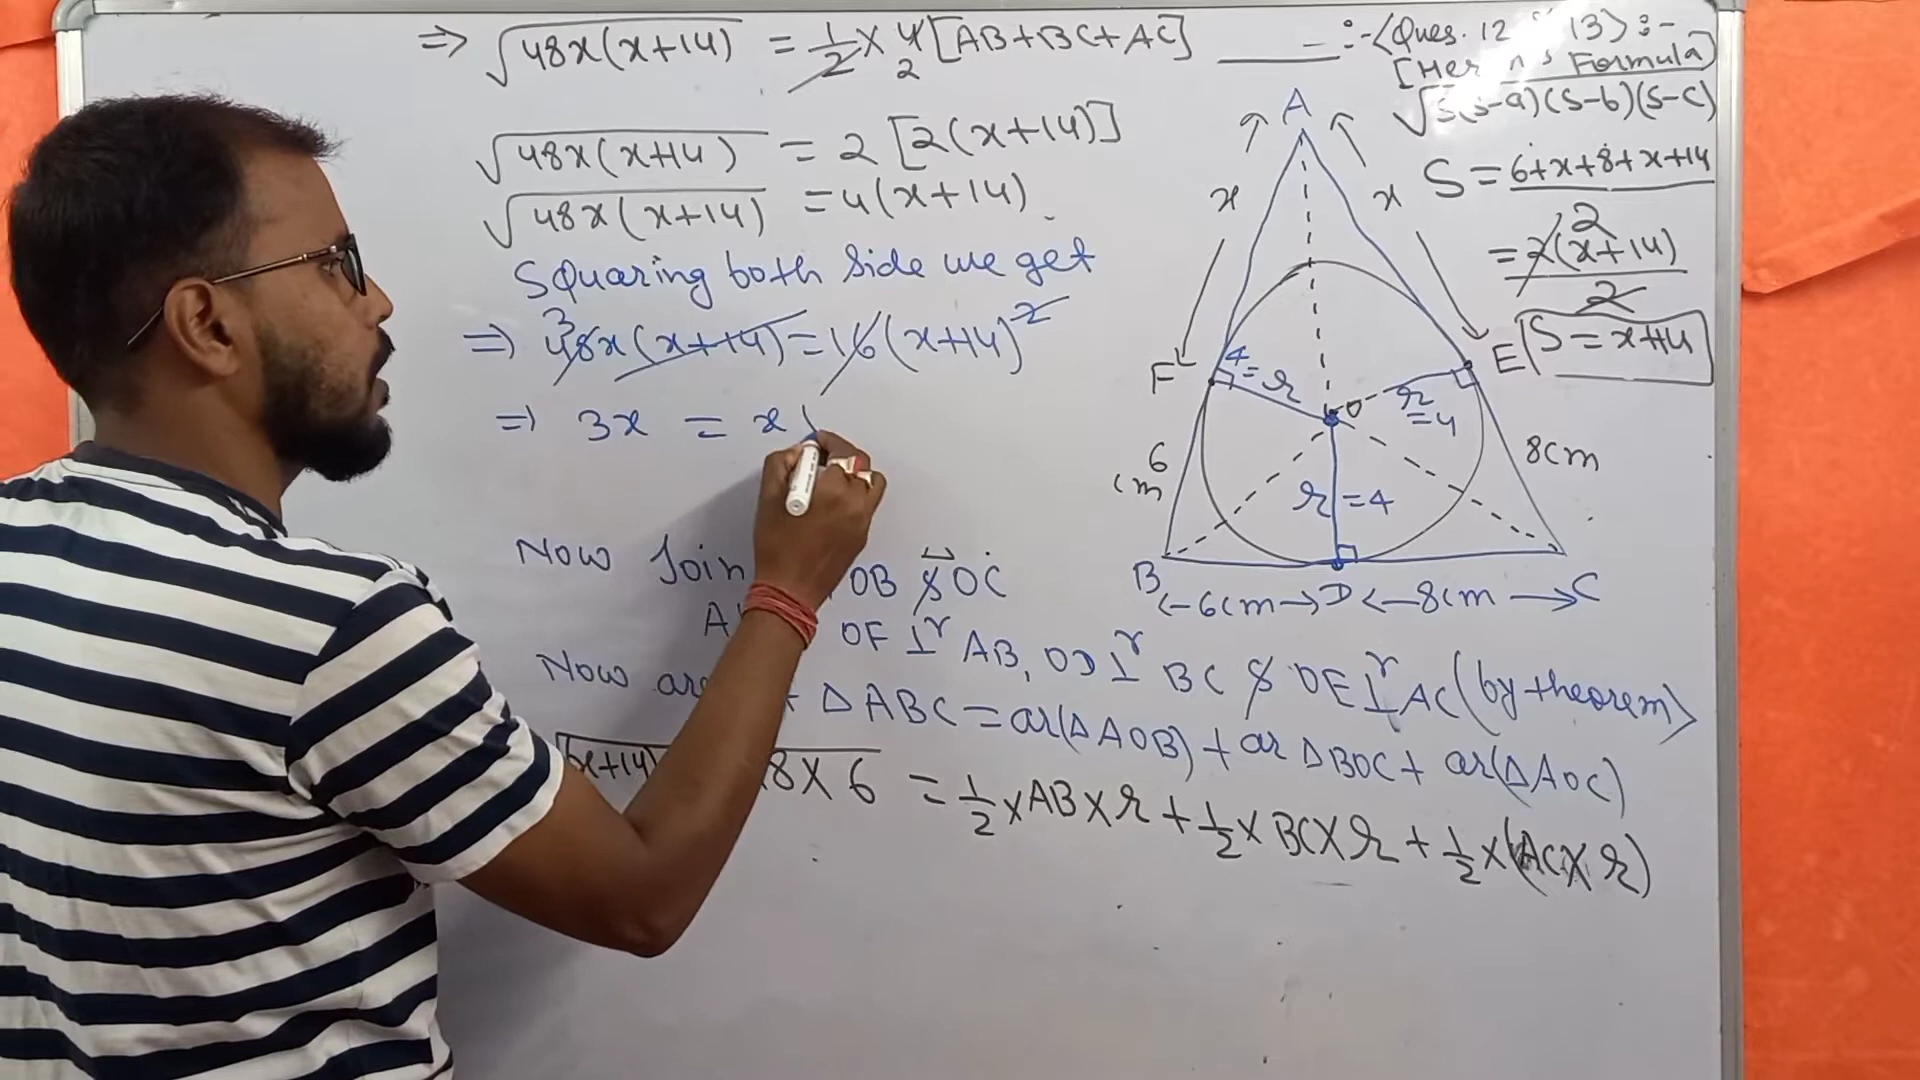 ⇒ √48x(x+14) = 1/2 × 4 2 [AB+BC+AC]
√48x(x+14) = 2 [2(x+14)]
√48x(x+14) = 4(x+14)
Squaring both side we get
⇒ 3 48x(x+14) = 16(x+14)²
⇒ 3x = x
Now Join OB & OC
OF ⊥ʳ AB, OD ⊥ʳ BC & OE ⊥ʳ AC (by theorem)
Now ΔABC = ar(ΔAOB) + ar ΔBOC + ar(ΔAOC)
(x+14) 8×6 = 1/2 × AB × r + 1/2 × BC × r + 1/2 × (AC × r)
:-<Ques. 12 13>:-
Formula]
√s(s-a)(s-b)(s-c)
S = 6+x+8+x+14
2
= 2(x+14)
2
S = x+14
A
x
x
F
E
4 = r
O
r = 4
6 cm
8cm
r = 4
B
C
<-6cm-> D <-8cm->